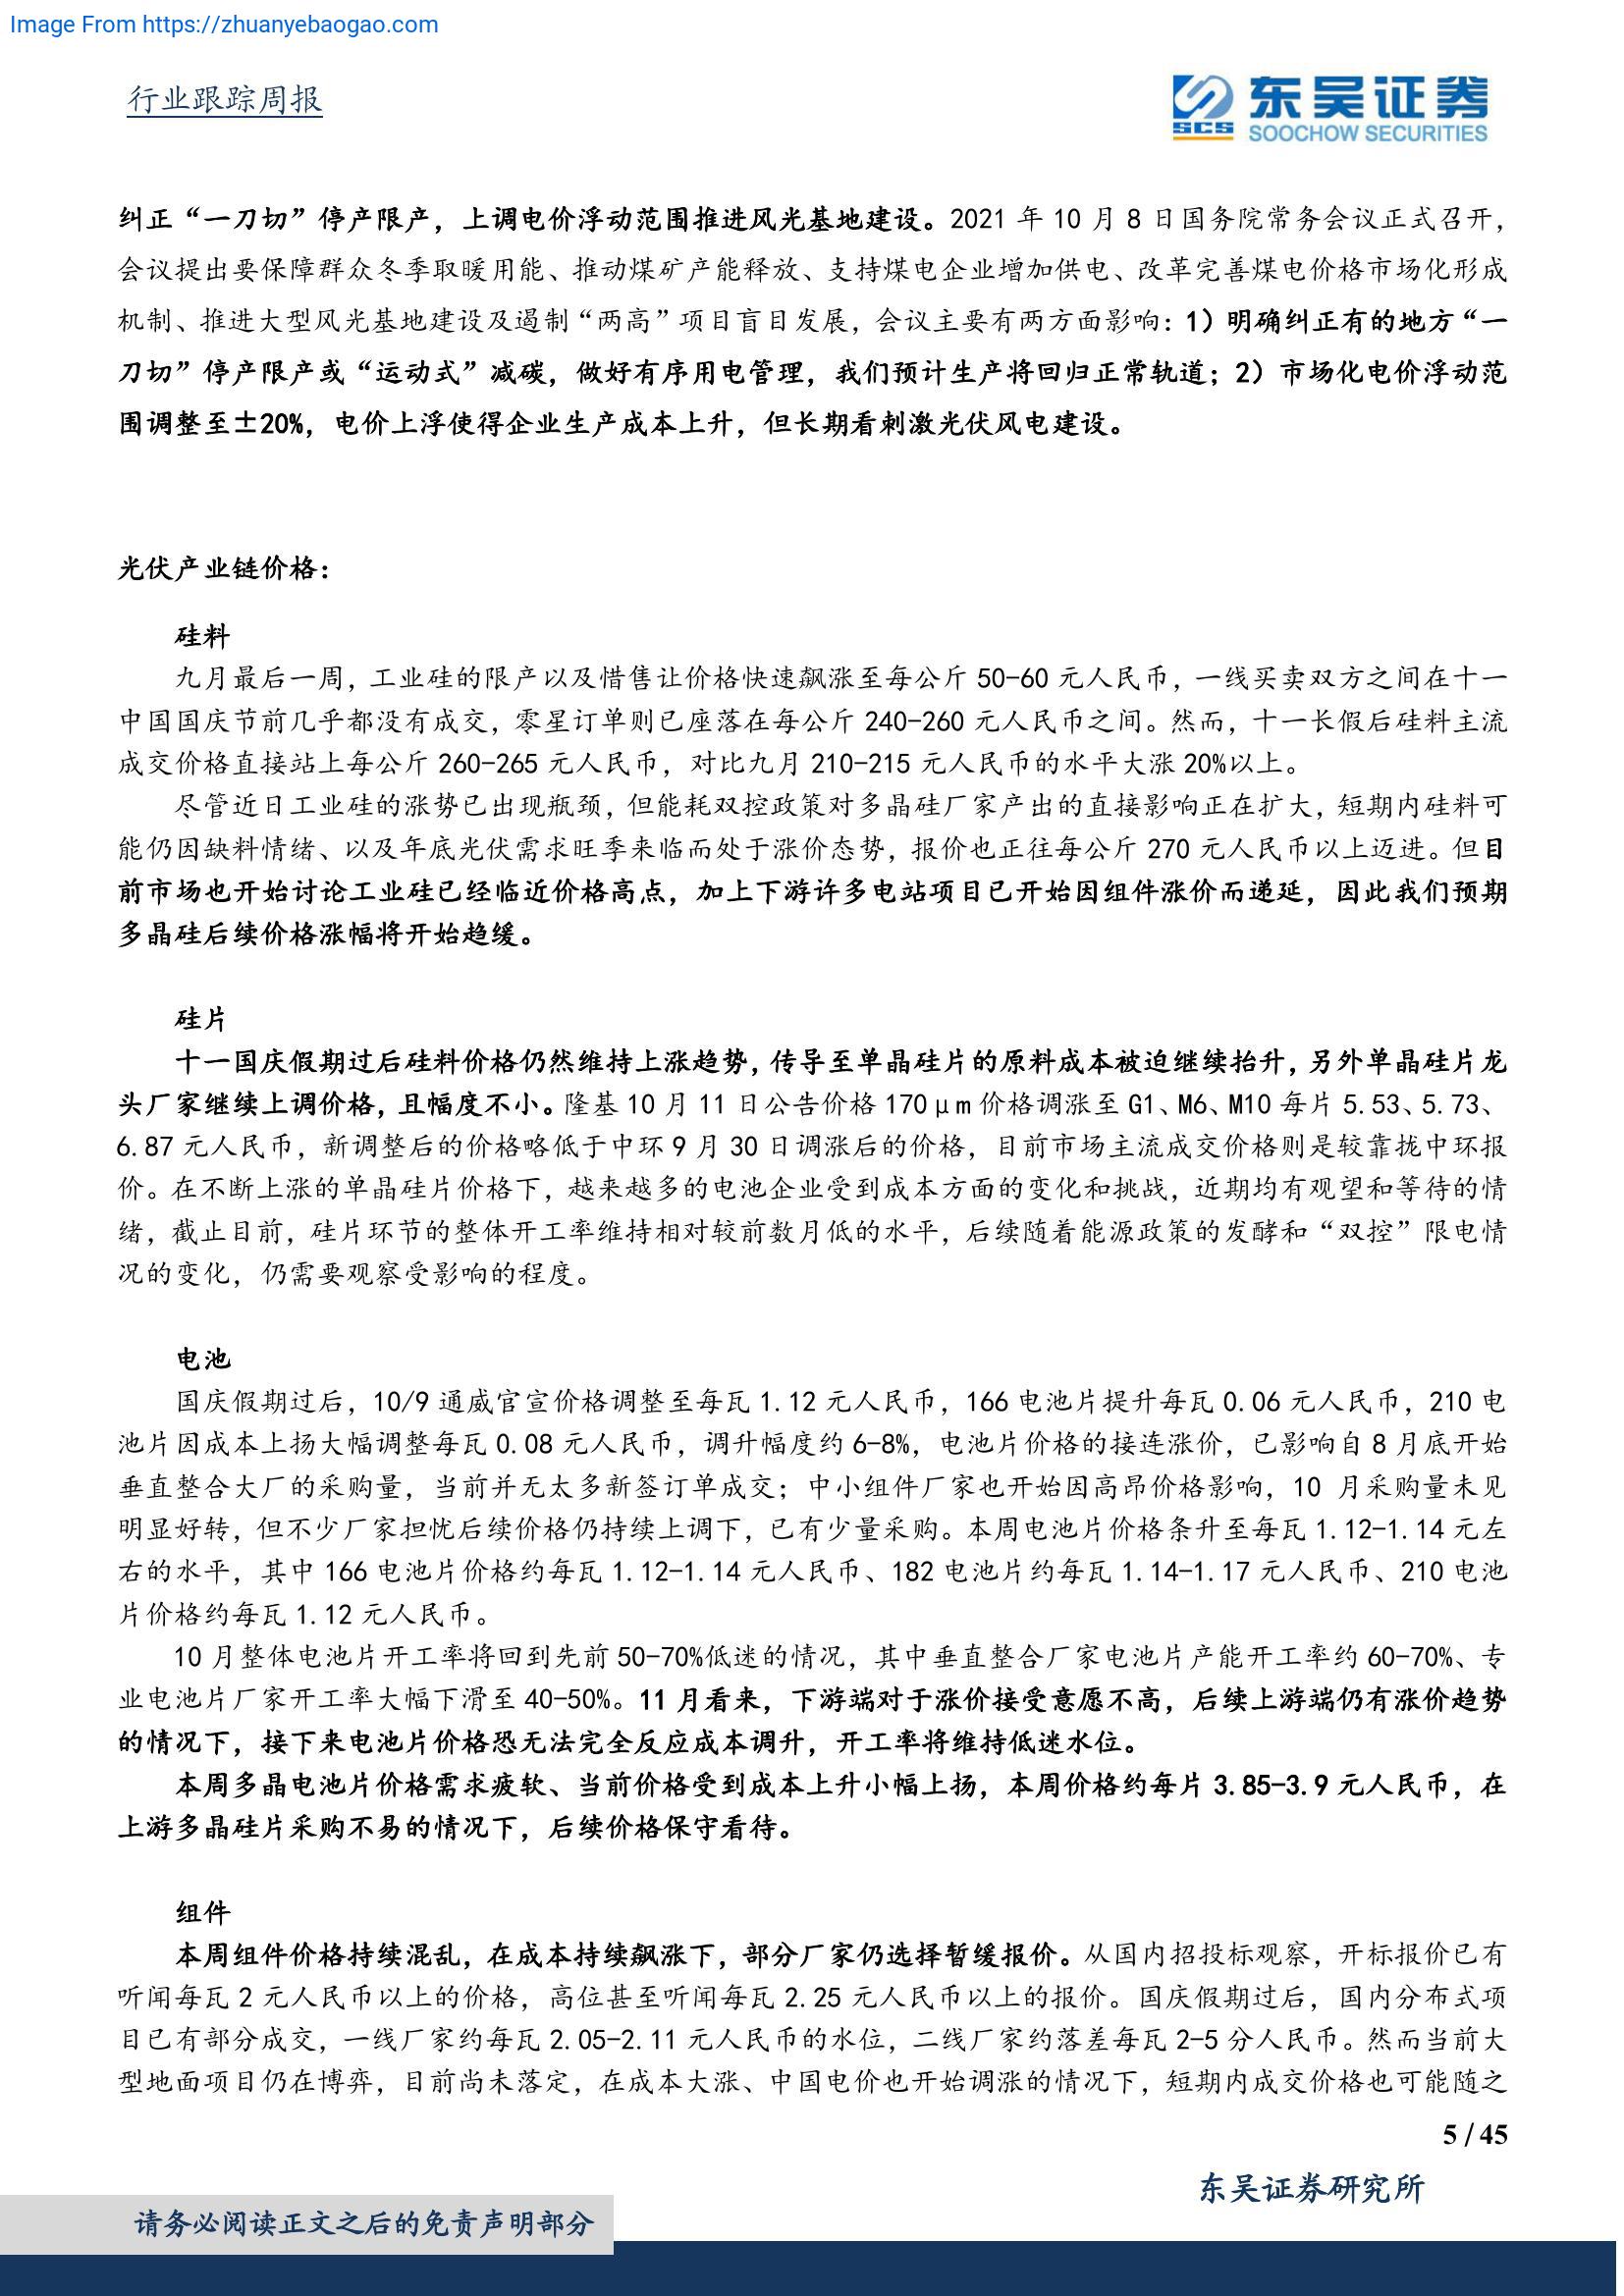 Image From https://zhuanyebaogao.com
行业跟踪周报
SCS
东吴证券
SOOCHOW SECURITIES
纠正“一刀切”停产限产，上调电价浮动范围推进风光基地建设。2021 年 10 月 8 日国务院常务会议正式召开，
会议提出要保障群众冬季取暖用能、推动煤矿产能释放、支持煤电企业增加供电、改革完善煤电价格市场化形成
机制、推进大型风光基地建设及遏制“两高”项目盲目发展，会议主要有两方面影响：1）明确纠正有的地方“一
刀切”停产限产或“运动式”减碳，做好有序用电管理，我们预计生产将回归正常轨道；2）市场化电价浮动范
围调整至±20%，电价上浮使得企业生产成本上升，但长期看刺激光伏风电建设。
光伏产业链价格：
硅料
九月最后一周，工业硅的限产以及惜售让价格快速飙涨至每公斤 50-60 元人民币，一线买卖双方之间在十一
中国国庆节前几乎都没有成交，零星订单则已座落在每公斤 240-260 元人民币之间。然而，十一长假后硅料主流
成交价格直接站上每公斤 260-265 元人民币，对比九月 210-215 元人民币的水平大涨 20%以上。
尽管近日工业硅的涨势已出现瓶颈，但能耗双控政策对多晶硅厂家产出的直接影响正在扩大，短期内硅料可
能仍因缺料情绪、以及年底光伏需求旺季来临而处于涨价态势，报价也正往每公斤 270 元人民币以上迈进。但目
前市场也开始讨论工业硅已经临近价格高点，加上下游许多电站项目已开始因组件涨价而递延，因此我们预期
多晶硅后续价格涨幅将开始趋缓。
硅片
十一国庆假期过后硅料价格仍然维持上涨趋势，传导至单晶硅片的原料成本被迫继续抬升，另外单晶硅片龙
头厂家继续上调价格，且幅度不小。隆基 10 月 11 日公告价格 170μm 价格调涨至 G1、M6、M10 每片 5.53、5.73、
6.87 元人民币，新调整后的价格略低于中环 9 月 30 日调涨后的价格，目前市场主流成交价格则是较靠拢中环报
价。在不断上涨的单晶硅片价格下，越来越多的电池企业受到成本方面的变化和挑战，近期均有观望和等待的情
绪，截止目前，硅片环节的整体开工率维持相对较前数月低的水平，后续随着能源政策的发酵和“双控”限电情
况的变化，仍需要观察受影响的程度。
电池
国庆假期过后，10/9 通威官宣价格调整至每瓦 1.12 元人民币，166 电池片提升每瓦 0.06 元人民币，210 电
池片因成本上扬大幅调整每瓦 0.08 元人民币，调升幅度约 6-8%，电池片价格的接连涨价，已影响自 8 月底开始
垂直整合大厂的采购量，当前并无太多新签订单成交；中小组件厂家也开始因高昂价格影响，10 月采购量未见
明显好转，但不少厂家担忧后续价格仍持续上调下，已有少量采购。本周电池片价格条升至每瓦 1.12-1.14 元左
右的水平，其中 166 电池片价格约每瓦 1.12-1.14 元人民币、182 电池片约每瓦 1.14-1.17 元人民币、210 电池
片价格约每瓦 1.12 元人民币。
10 月整体电池片开工率将回到先前 50-70%低迷的情况，其中垂直整合厂家电池片产能开工率约 60-70%、专
业电池片厂家开工率大幅下滑至 40-50%。11 月看来，下游端对于涨价接受意愿不高，后续上游端仍有涨价趋势
的情况下，接下来电池片价格恐无法完全反应成本调升，开工率将维持低迷水位。
本周多晶电池片价格需求疲软、当前价格受到成本上升小幅上扬，本周价格约每片 3.85-3.9 元人民币，在
上游多晶硅片采购不易的情况下，后续价格保守看待。
组件
本周组件价格持续混乱，在成本持续飙涨下，部分厂家仍选择暂缓报价。从国内招投标观察，开标报价已有
听闻每瓦 2 元人民币以上的价格，高位甚至听闻每瓦 2.25 元人民币以上的报价。国庆假期过后，国内分布式项
目已有部分成交，一线厂家约每瓦 2.05-2.11 元人民币的水位，二线厂家约落差每瓦 2-5 分人民币。然而当前大
型地面项目仍在博弈，目前尚未落定，在成本大涨、中国电价也开始调涨的情况下，短期内成交价格也可能随之
5 / 45
东吴证券研究所
请务必阅读正文之后的免责声明部分